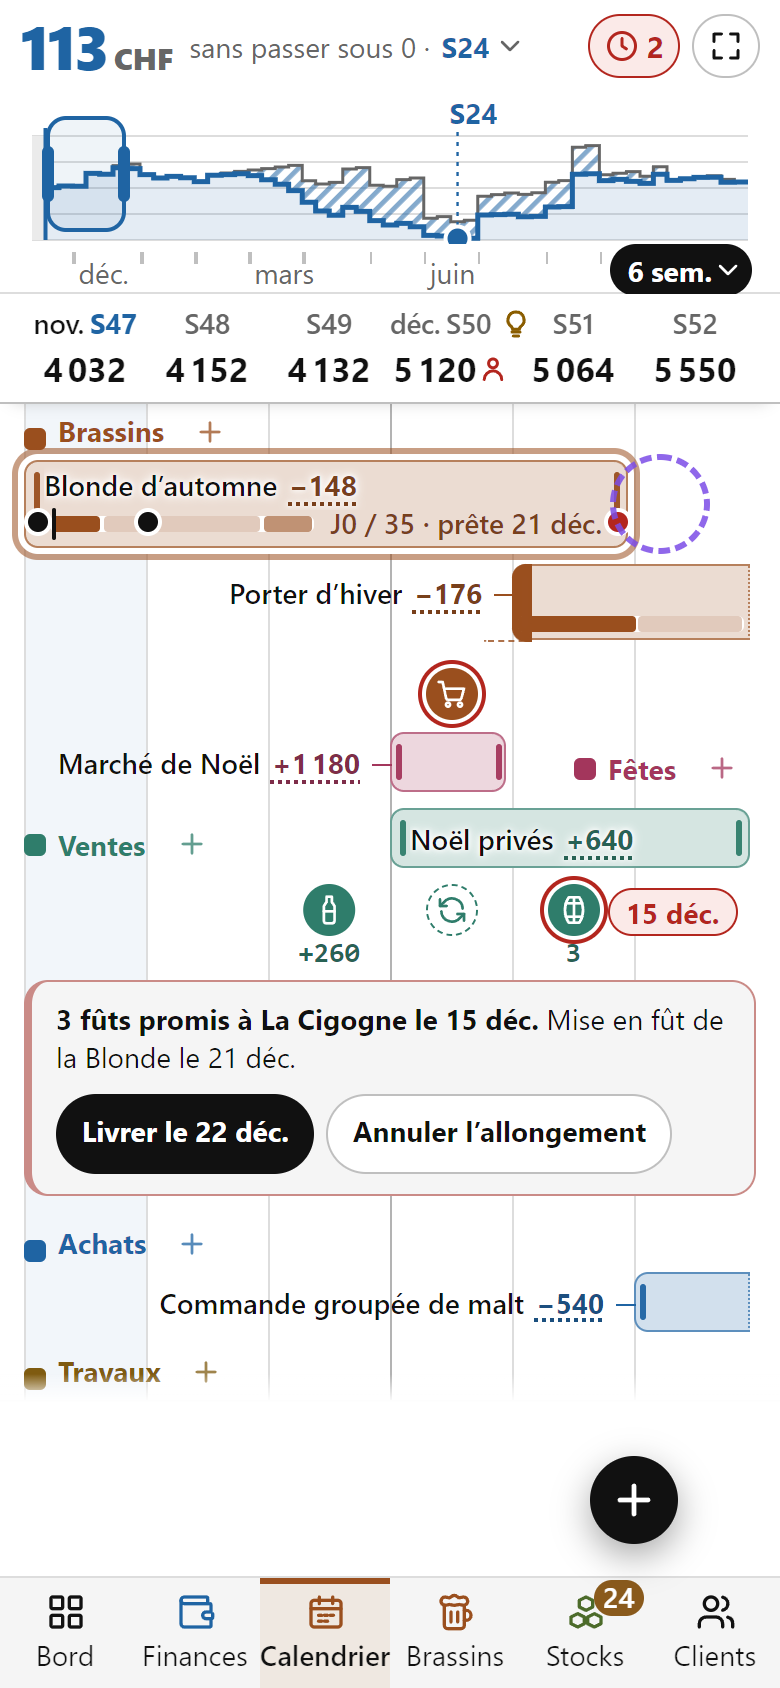 113 CHF sans passer sous 0 · S24
2
S24
déc. mars juin
6 sem.
nov. S47 S48 S49 déc. S50 S51 S52
4 032 4 152 4 132 5 120 5 064 5 550
Brassins +
Blonde d’automne −148
J0 / 35 · prête 21 déc.
Porter d’hiver −176
Marché de Noël +1 180
Fêtes +
Ventes +
Noël privés +640
15 déc.
+260 3
3 fûts promis à La Cigogne le 15 déc. Mise en fût de
la Blonde le 21 déc.
Livrer le 22 déc. Annuler l’allongement
Achats +
Commande groupée de malt −540
Travaux +
24
Bord Finances Calendrier Brassins Stocks Clients